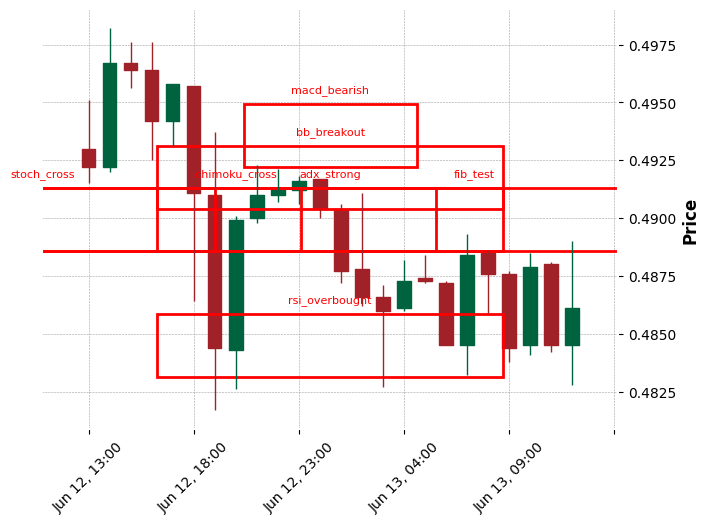 macd_bearish
bb_breakout
stoch_cross
himoku_cross
adx_strong
fib_test
rsi_overbought
0.4975
0.4950
0.4925
0.4900
0.4875
0.4850
0.4825
Price
Jun 12, 13:00
Jun 12, 18:00
Jun 12, 23:00
Jun 13, 04:00
Jun 13, 09:00